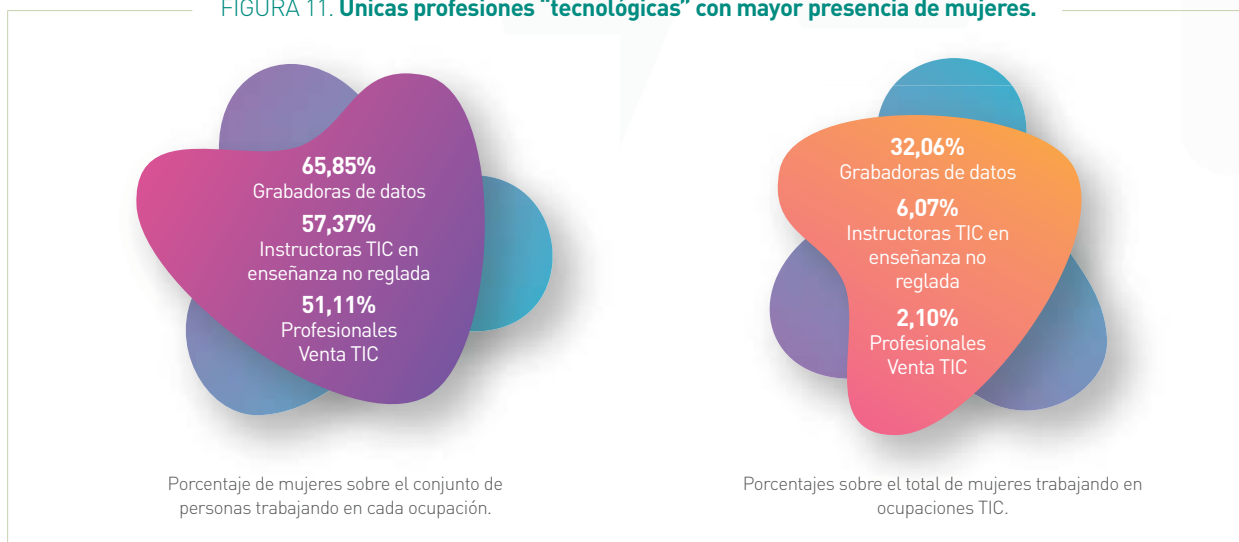 FIGURA 11. Únicas profesiones "tecnológicas" con mayor presencia de mujeres.
65,85%
Grabadoras de datos
57,37%
Instructoras TIC en
enseñanza no reglada
51,11%
Profesionales
Venta TIC
Porcentaje de mujeres sobre el conjunto de
personas trabajando en cada ocupación.
32,06%
Grabadoras de datos
6,07%
Instructoras TIC en
enseñanza no
reglada
2,10%
Profesionales
Venta TIC
Porcentajes sobre el total de mujeres trabajando en
ocupaciones TIC.